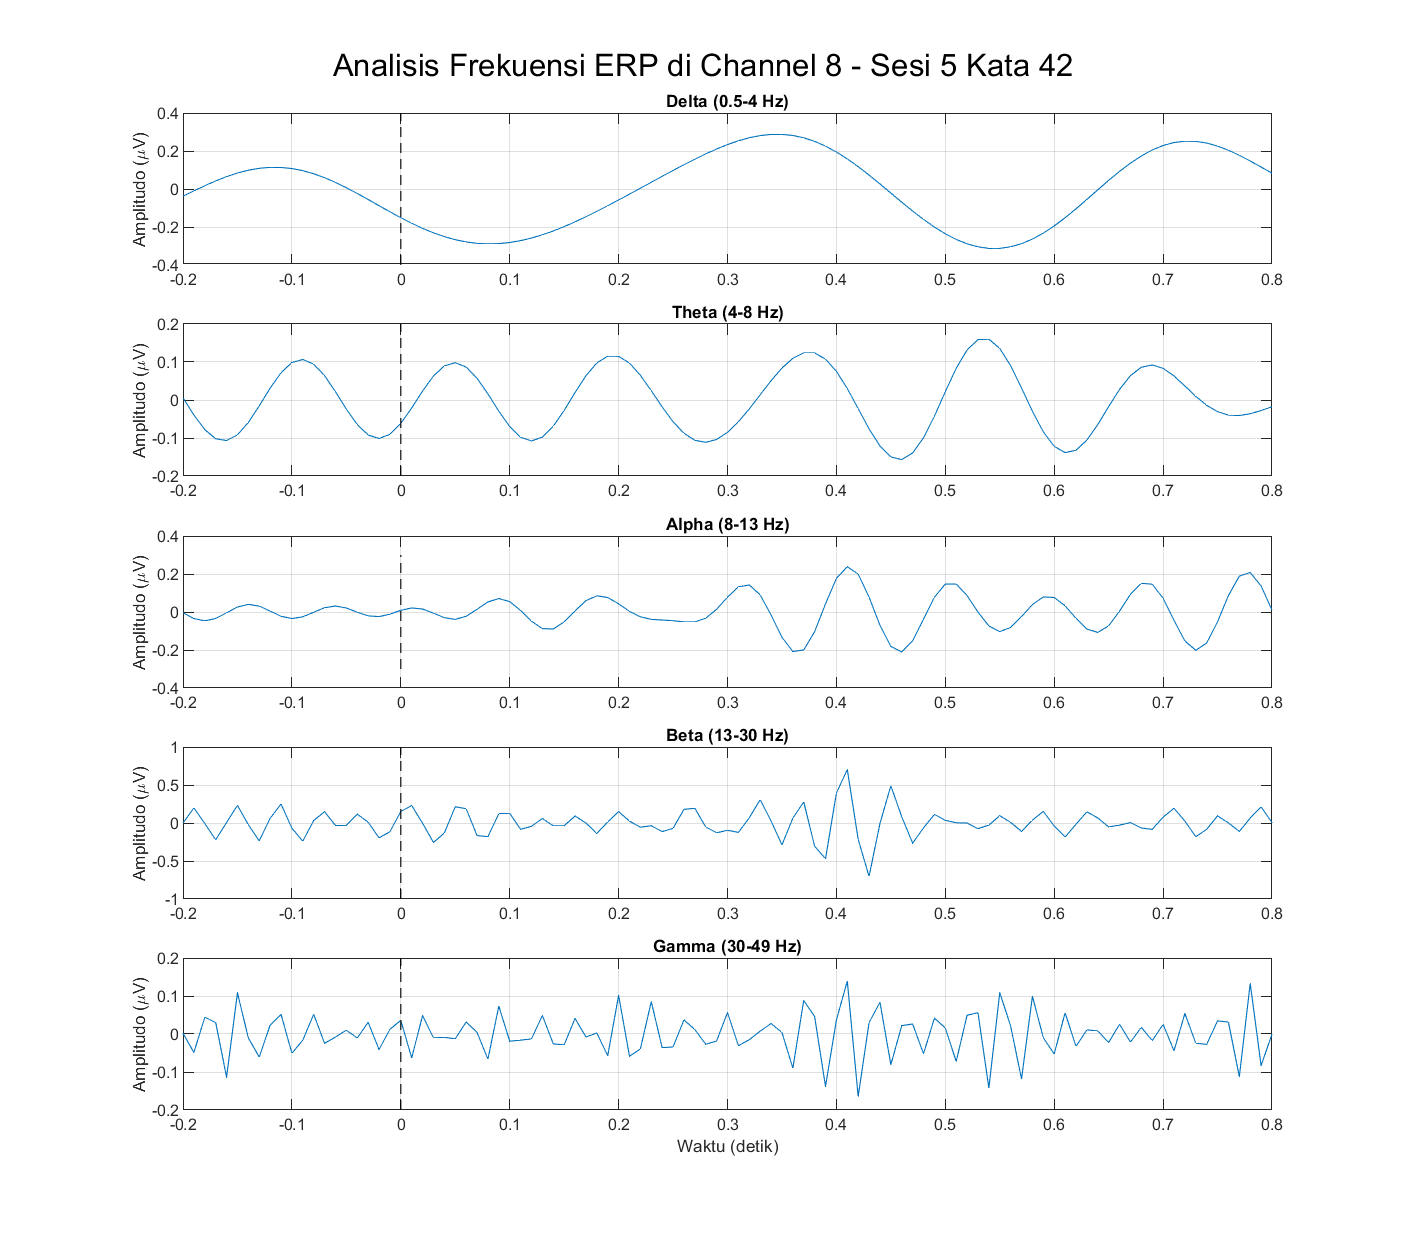 Analisis Frekuensi ERP di Channel 8 - Sesi 5 Kata 42
Delta (0.5-4 Hz)
Amplitudo (μV)
0.4
0.2
0
-0.2
-0.4
-0.2 -0.1 0 0.1 0.2 0.3 0.4 0.5 0.6 0.7 0.8
Theta (4-8 Hz)
Amplitudo (μV)
0.2
0.1
0
-0.1
-0.2
-0.2 -0.1 0 0.1 0.2 0.3 0.4 0.5 0.6 0.7 0.8
Alpha (8-13 Hz)
Amplitudo (μV)
0.4
0.2
0
-0.2
-0.4
-0.2 -0.1 0 0.1 0.2 0.3 0.4 0.5 0.6 0.7 0.8
Beta (13-30 Hz)
Amplitudo (μV)
1
0.5
0
-0.5
-1
-0.2 -0.1 0 0.1 0.2 0.3 0.4 0.5 0.6 0.7 0.8
Gamma (30-49 Hz)
Amplitudo (μV)
0.2
0.1
0
-0.1
-0.2
-0.2 -0.1 0 0.1 0.2 0.3 0.4 0.5 0.6 0.7 0.8
Waktu (detik)